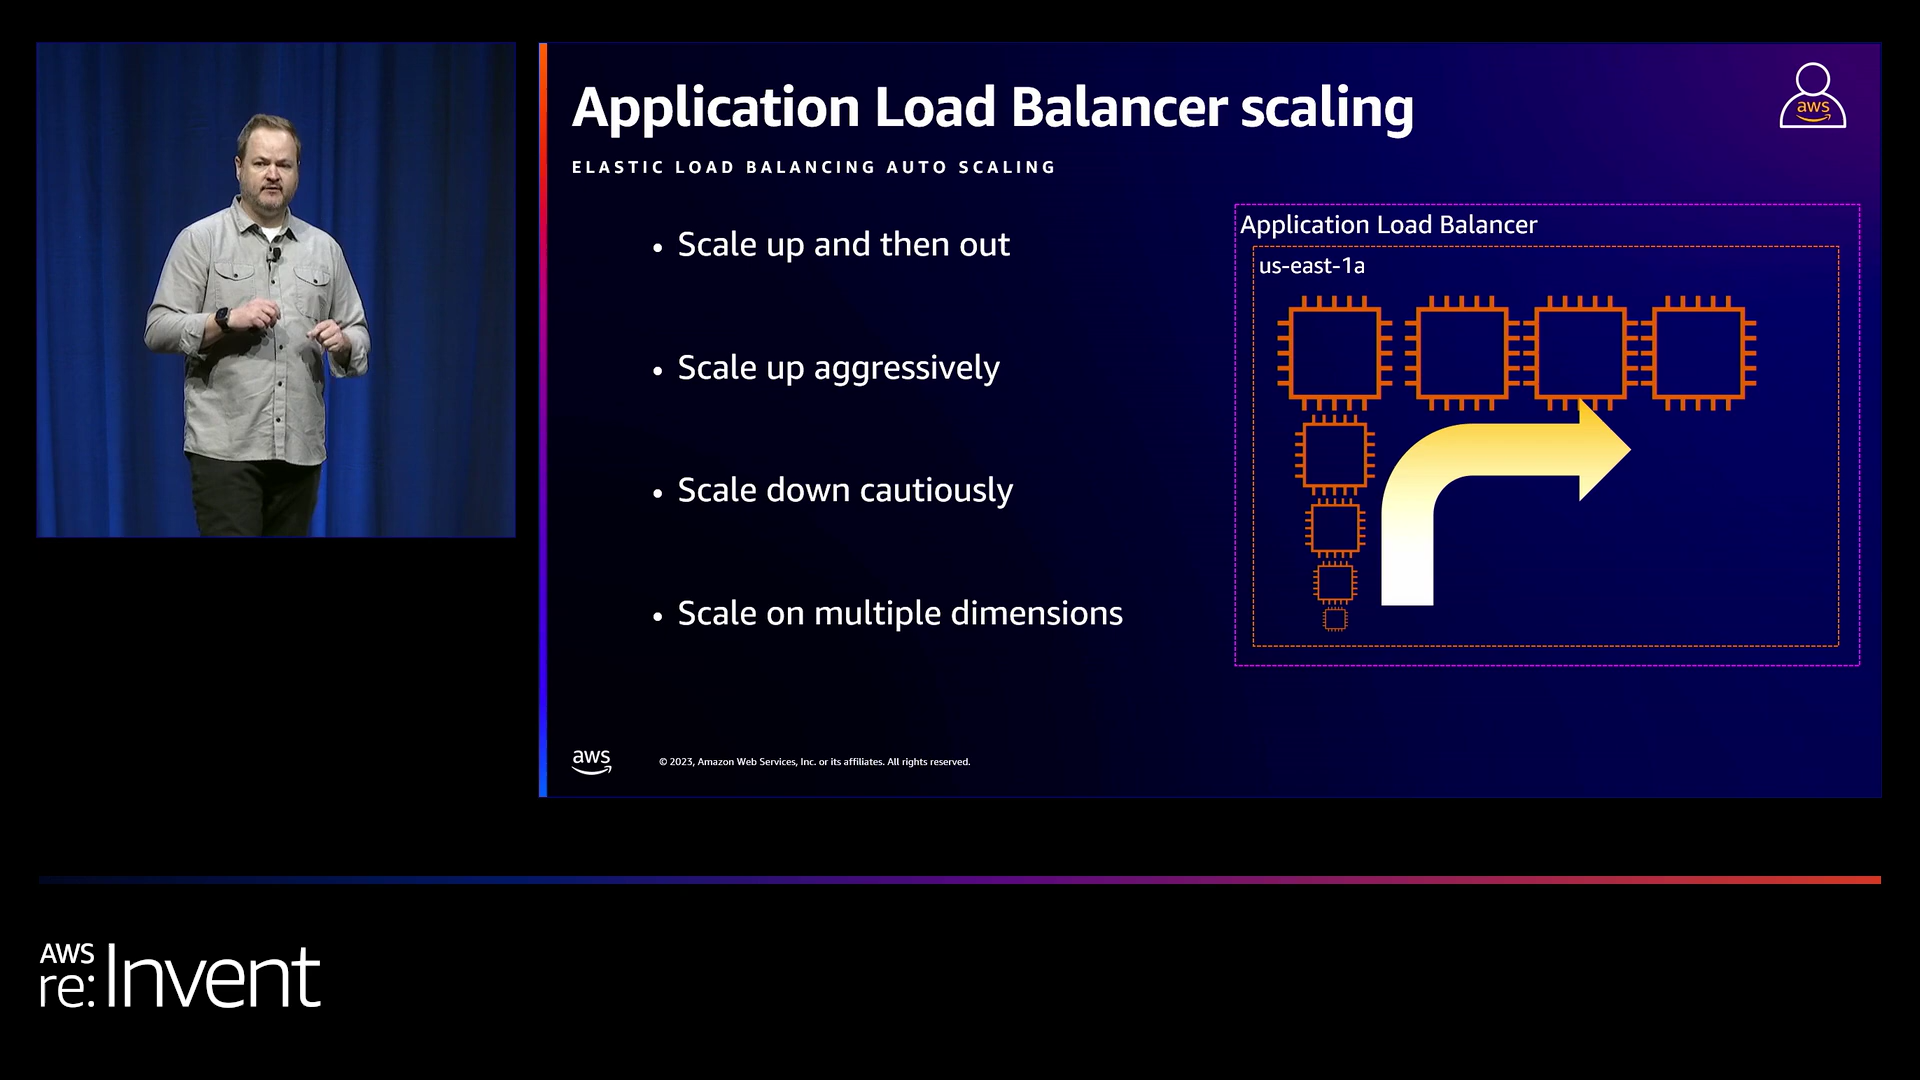 Application Load Balancer scaling
aws
ELASTIC LOAD BALANCING AUTO SCALING
• Scale up and then out
• Scale up aggressively
• Scale down cautiously
• Scale on multiple dimensions
Application Load Balancer
us-east-1a
aws
© 2023, Amazon Web Services, Inc. or its affiliates. All rights reserved.
AWS
re:Invent